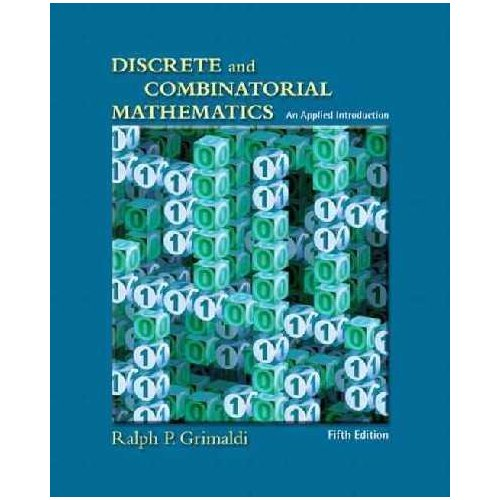 DISCRETE and
COMBINATORIAL
MATHEMATICS An Applied Introduction
Ralph P. Grimaldi Fifth Edition